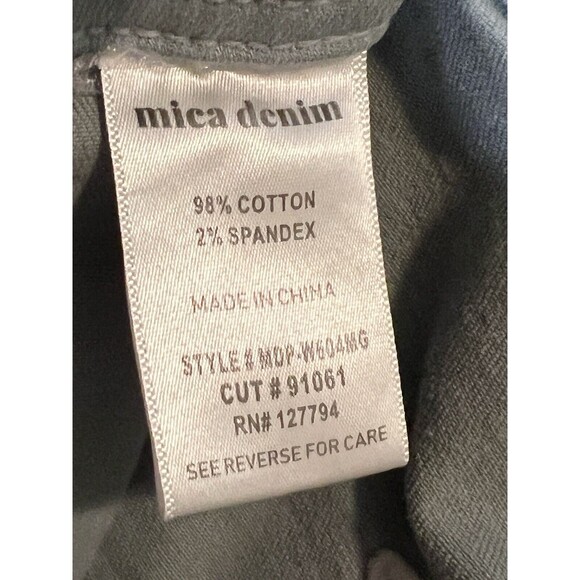 mica denim
98% COTTON
2% SPANDEX
MADE IN CHINA
STYLE # MDP-W604MG
CUT # 91061
RN# 127794
SEE REVERSE FOR CARE